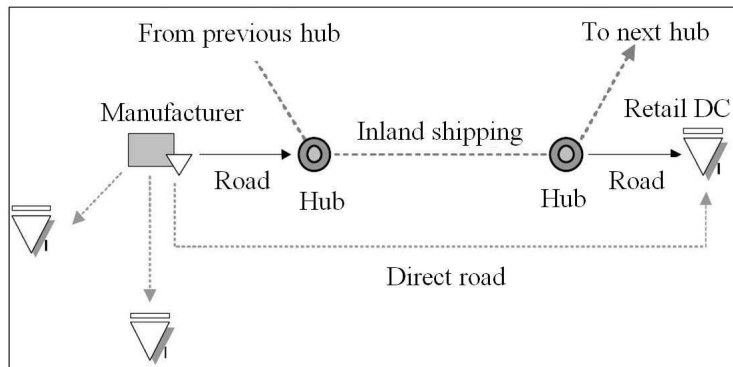 From previous hub
To next hub
Manufacturer
Retail DC
Inland shipping
Road
Road
Hub
Hub
Direct road